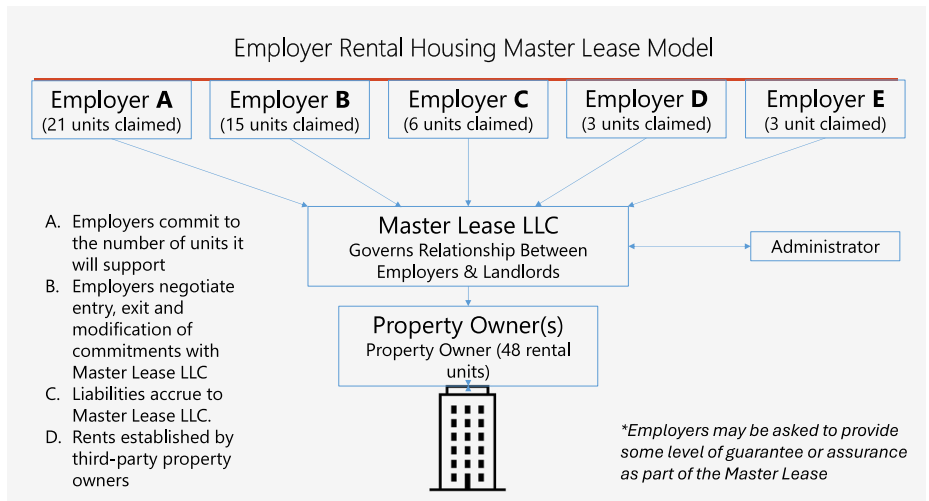 Employer Rental Housing Master Lease Model
Employer A
(21 units claimed)
Employer B
(15 units claimed)
Employer C
(6 units claimed)
Employer D
(3 units claimed)
Employer E
(3 unit claimed)
Master Lease LLC
Governs Relationship Between
Employers & Landlords
Administrator
Property Owner(s)
Property Owner (48 rental
units)
A. Employers commit to
the number of units it
will support
B. Employers negotiate
entry, exit and
modification of
commitments with
Master Lease LLC
C. Liabilities accrue to
Master Lease LLC.
D. Rents established by
third-party property
owners
*Employers may be asked to provide
some level of guarantee or assurance
as part of the Master Lease